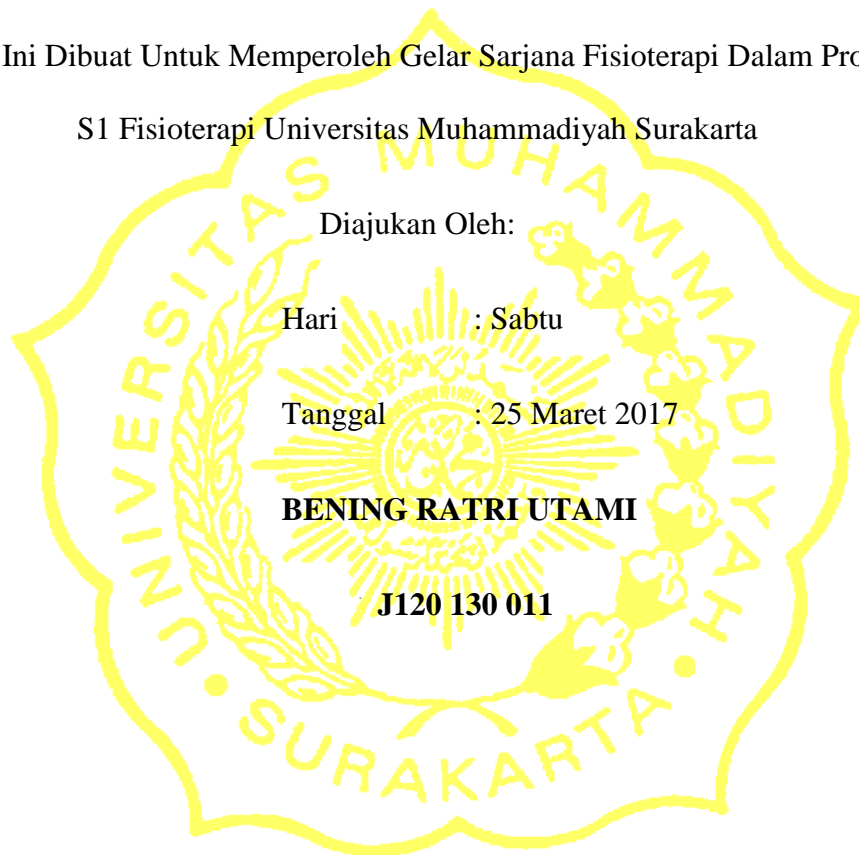 Ini Dibuat Untuk Memperoleh Gelar Sarjana Fisioterapi Dalam Pro
S1 Fisioterapi Universitas Muhammadiyah Surakarta
Diajukan Oleh:
Hari : Sabtu
Tanggal : 25 Maret 2017
BENING RATRI UTAMI
J120 130 011
UNIVERSITAS MUHAMMADIYAH
SURAKARTA